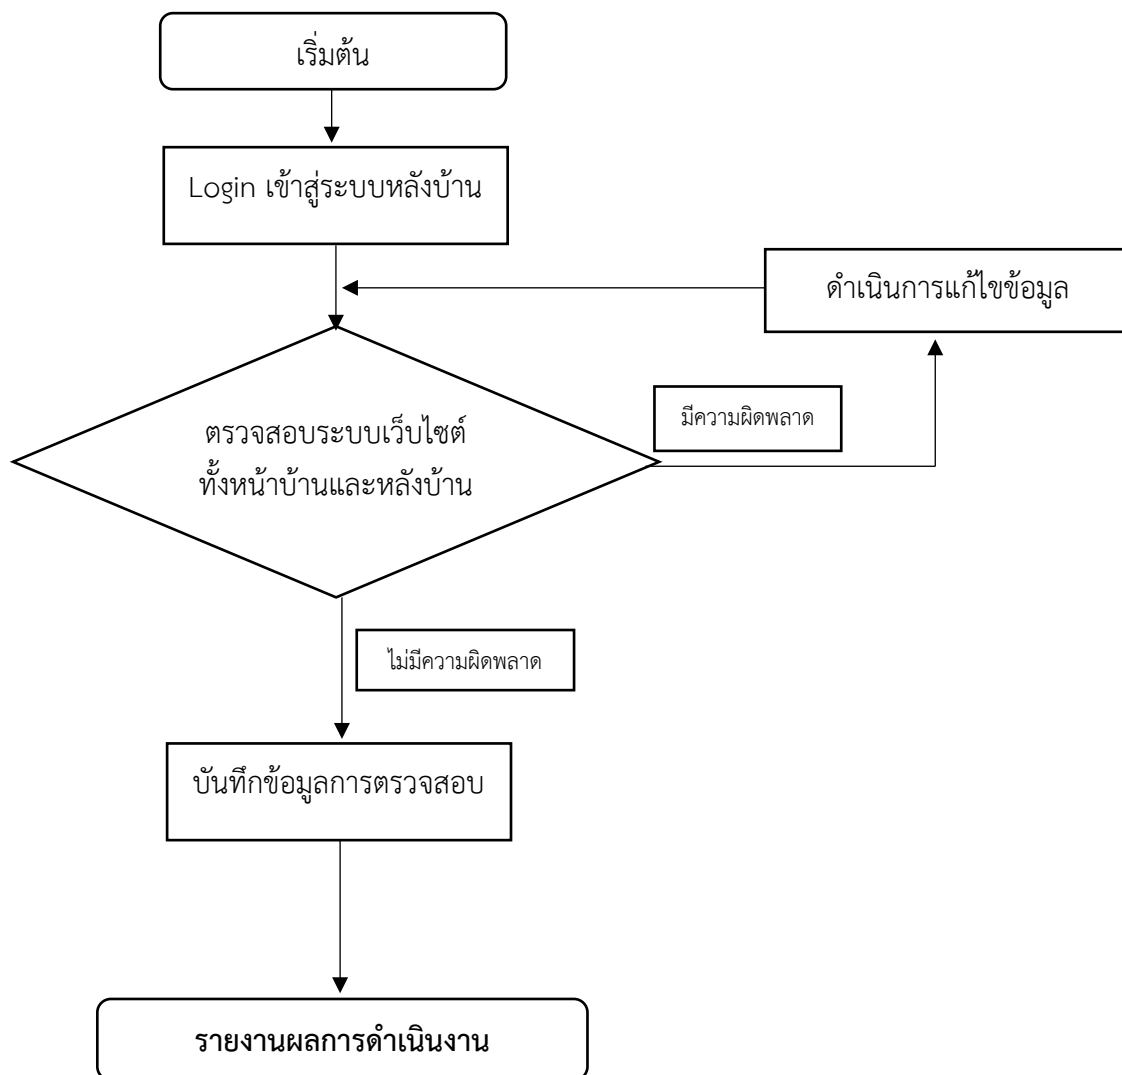 เริ่มต้น
Login เข้าสู่ระบบหลังบ้าน
ดำเนินการแก้ไขข้อมูล
มีความผิดพลาด
ตรวจสอบระบบเว็บไซต์
ทั้งหน้าบ้านและหลังบ้าน
ไม่มีความผิดพลาด
บันทึกข้อมูลการตรวจสอบ
รายงานผลการดำเนินงาน